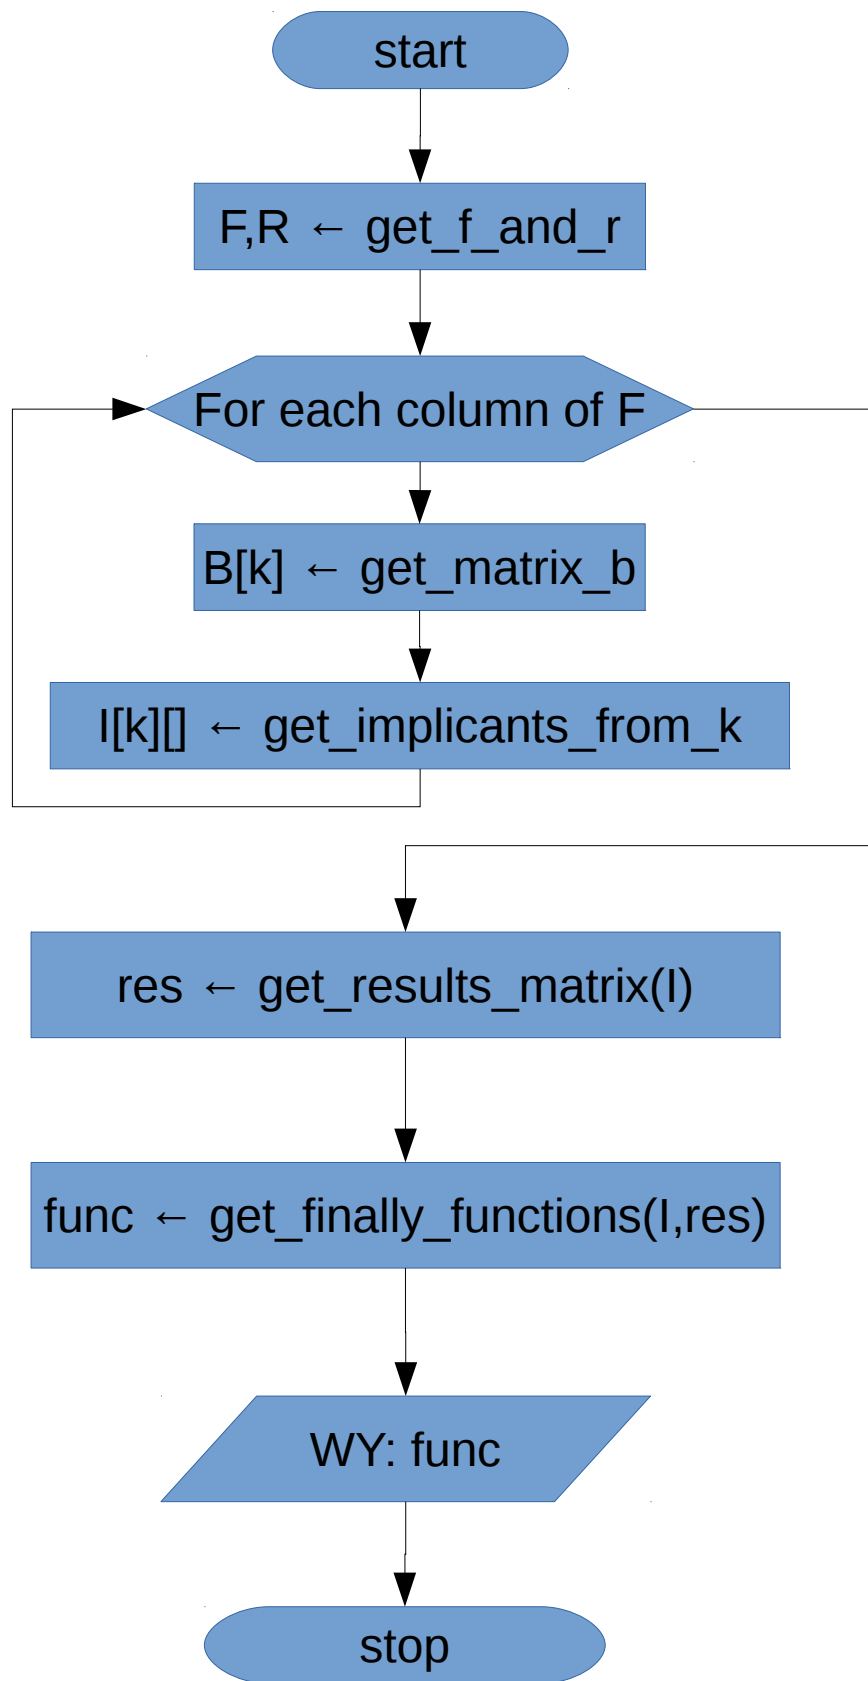 start
F,R ← get_f_and_r
For each column of F
B[k] ← get_matrix_b
I[k][] ← get_implicants_from_k
res ← get_results_matrix(I)
func ← get_finally_functions(I,res)
WY: func
stop